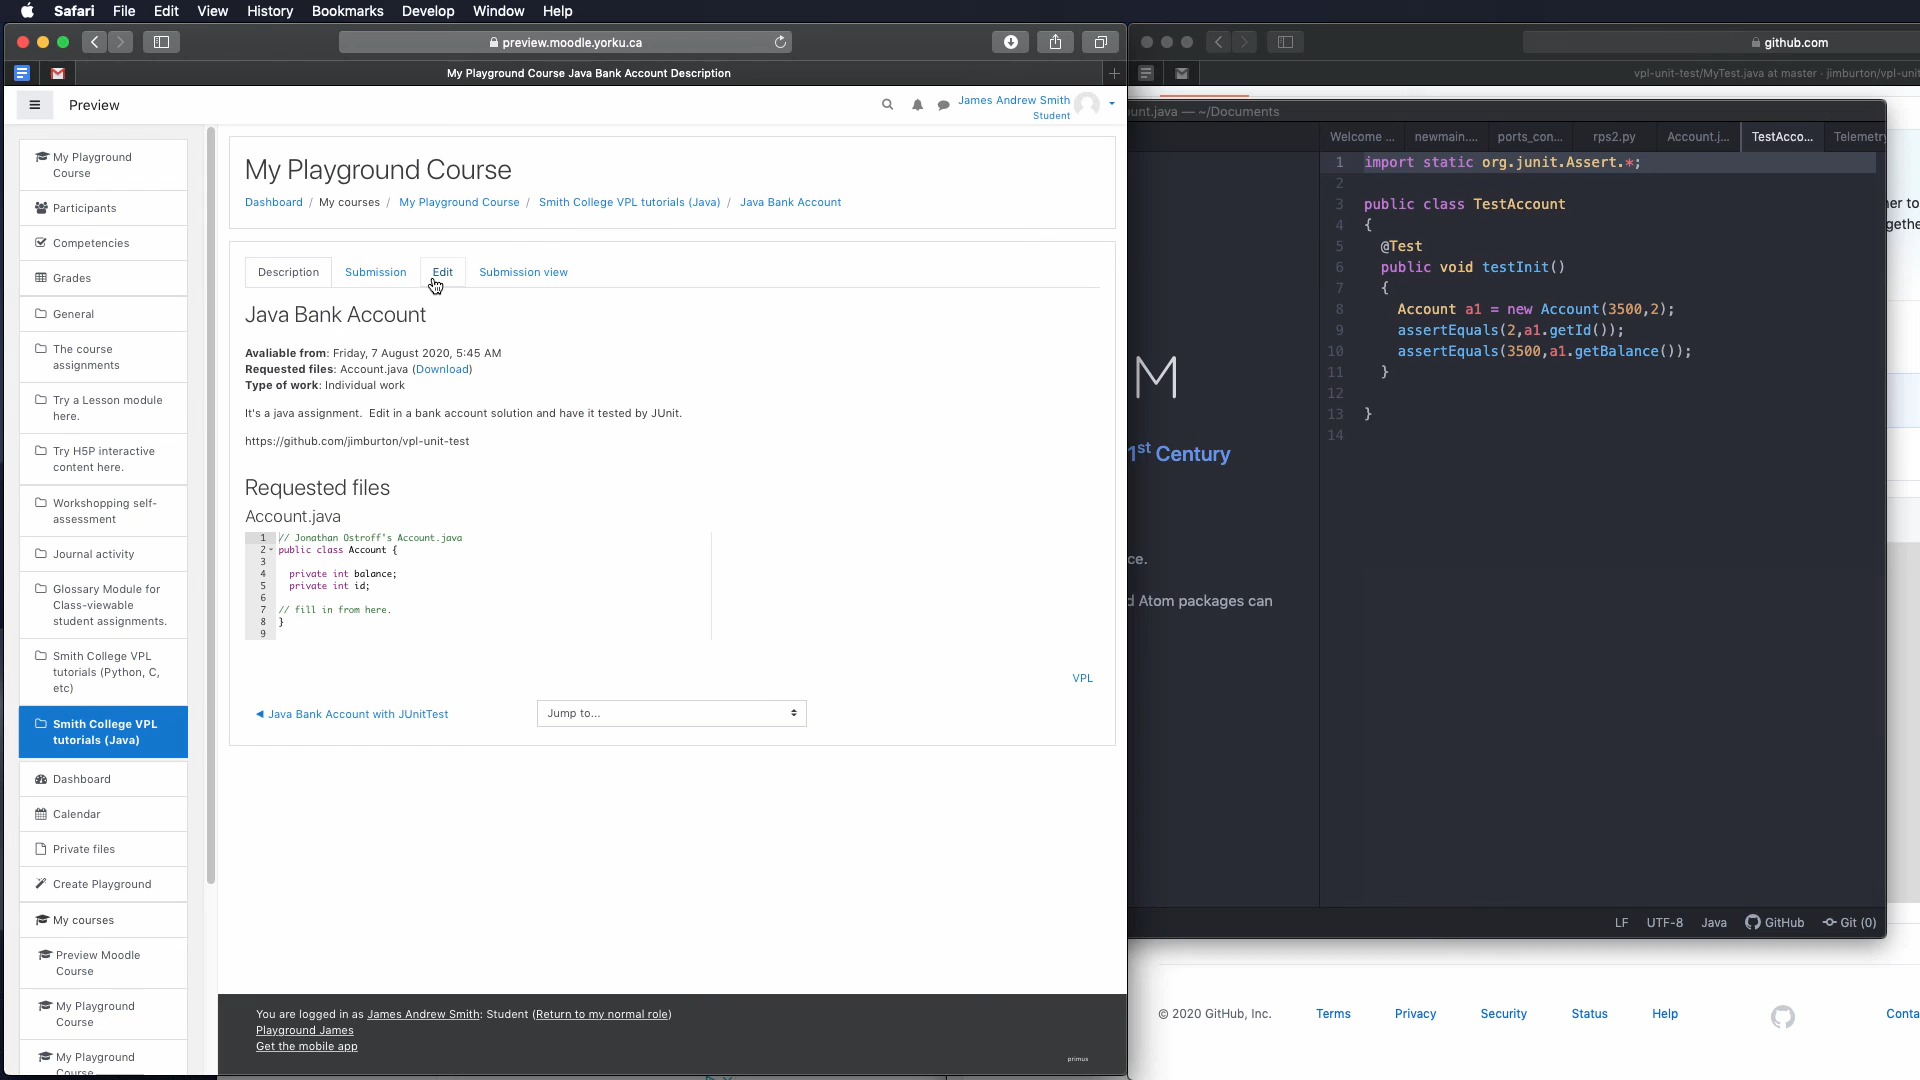 Safari File Edit View History Bookmarks Develop Window Help
preview.moodle.yorku.ca
My Playground Course Java Bank Account Description
Preview
James Andrew Smith
Student
My Playground
Course
Participants
Competencies
Grades
General
The course
assignments
Try a Lesson module
here.
Try H5P interactive
content here.
Workshopping self-
assessment
Journal activity
Glossary Module for
Class-viewable
student assignments.
Smith College VPL
tutorials (Python, C,
etc)
Smith College VPL
tutorials (Java)
Dashboard
Calendar
Private files
Create Playground
My courses
Preview Moodle
Course
My Playground
Course
My Playground
Course
My Playground Course
Dashboard / My courses / My Playground Course / Smith College VPL tutorials (Java) / Java Bank Account
Description Submission Edit Submission view
Java Bank Account
Avaliable from: Friday, 7 August 2020, 5:45 AM
Requested files: Account.java (Download)
Type of work: Individual work
It's a java assignment. Edit in a bank account solution and have it tested by JUnit.
https://github.com/jimburton/vpl-unit-test
Requested files
Account.java
1 // Jonathan Ostroff's Account.java
2 public class Account {
3
4 private int balance;
5 private int id;
6
7 // fill in from here.
8 }
9
VPL
◀ Java Bank Account with JUnitTest
Jump to...
You are logged in as James Andrew Smith: Student (Return to my normal role)
Playground James
Get the mobile app
primus
github.com
vpl-unit-test/MyTest.java at master · jimburton/vpl-unit
unt.java — ~/Documents
Welcome ... newmain.... ports_con... rps2.py Account.j... TestAcco... Telemetry
1 import static org.junit.Assert.*;
2
3 public class TestAccount
4 {
5 @Test
6 public void testInit()
7 {
8 Account a1 = new Account(3500,2);
9 assertEquals(2,a1.getId());
10 assertEquals(3500,a1.getBalance());
11 }
12
13 }
14
M
1st Century
ce.
d Atom packages can
LF UTF-8 Java GitHub Git (0)
ner to
gethe
© 2020 GitHub, Inc. Terms Privacy Security Status Help Conta